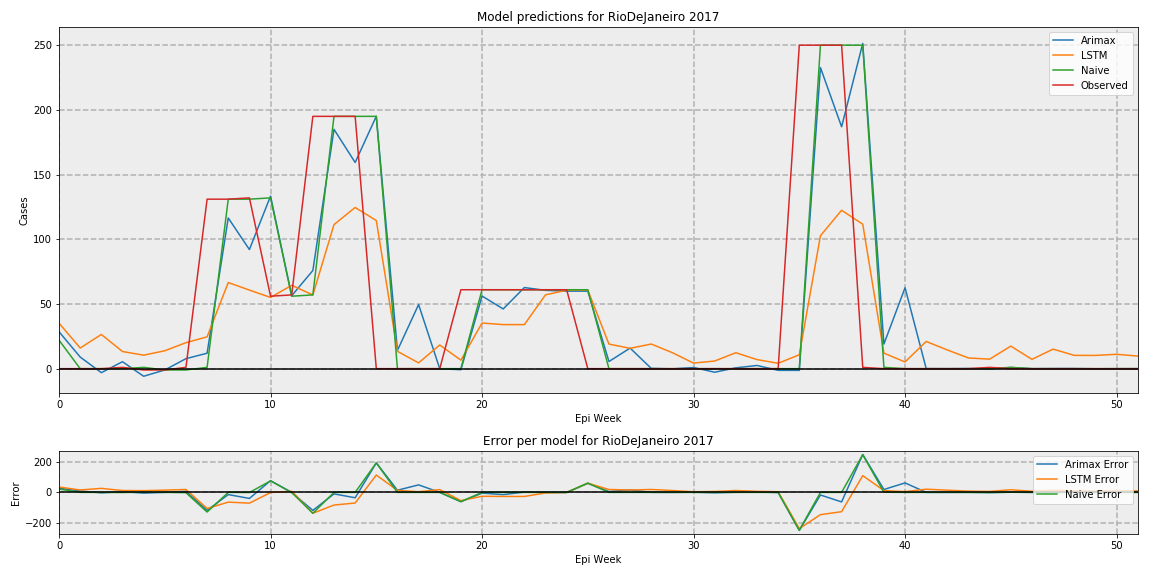 Model predictions for RioDeJaneiro 2017
250
200
150
100
50
0
Cases
Arimax
LSTM
Naive
Observed
0 10 20 30 40 50
Epi Week
Error per model for RioDeJaneiro 2017
200
0
−200
Error
Arimax Error
LSTM Error
Naive Error
0 10 20 30 40 50
Epi Week